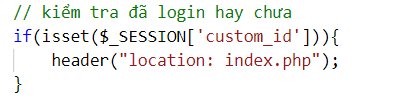 // kiểm tra đã login hay chưa
if(isset($_SESSION['custom_id'])){
    header("location: index.php");
}